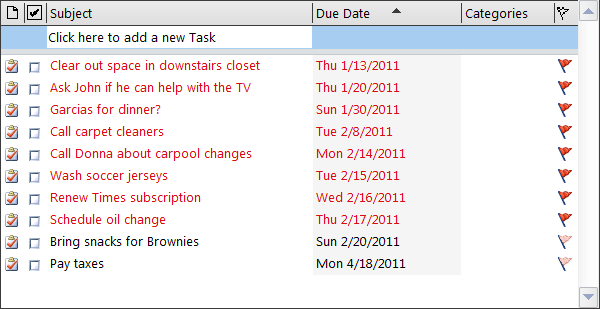 Subject Due Date Categories
Click here to add a new Task
Clear out space in downstairs closet Thu 1/13/2011
Ask John if he can help with the TV Thu 1/20/2011
Garcias for dinner? Sun 1/30/2011
Call carpet cleaners Tue 2/8/2011
Call Donna about carpool changes Mon 2/14/2011
Wash soccer jerseys Tue 2/15/2011
Renew Times subscription Wed 2/16/2011
Schedule oil change Thu 2/17/2011
Bring snacks for Brownies Sun 2/20/2011
Pay taxes Mon 4/18/2011